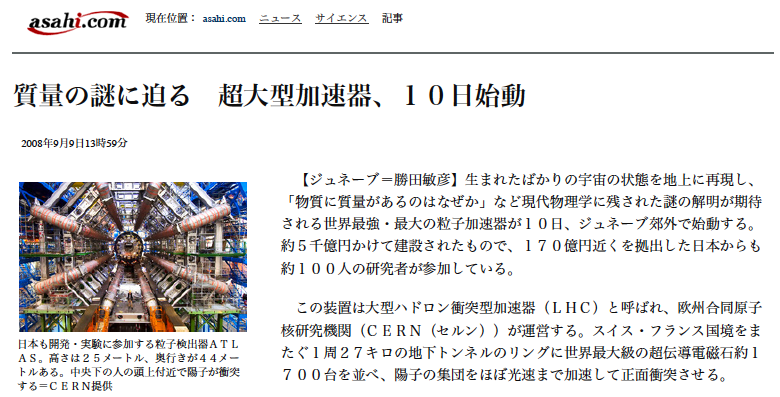 asahi.com 現在位置： asahi.com ニュース サイエンス 記事
質量の謎に迫る　超大型加速器、１０日始動
2008年9月9日13時59分
【ジュネーブ＝勝田敏彦】生まれたばかりの宇宙の状態を地上に再現し、
「物質に質量があるのはなぜか」など現代物理学に残された謎の解明が期待
される世界最強・最大の粒子加速器が１０日、ジュネーブ郊外で始動する。
約５千億円かけて建設されたもので、１７０億円近くを拠出した日本からも
約１００人の研究者が参加している。
この装置は大型ハドロン衝突型加速器（ＬＨＣ）と呼ばれ、欧州合同原子
核研究機関（ＣＥＲＮ（セルン））が運営する。スイス・フランス国境をま
たぐ１周２７キロの地下トンネルのリングに世界最大級の超伝導電磁石約１
７００台を並べ、陽子の集団をほぼ光速まで加速して正面衝突させる。
日本も開発・実験に参加する粒子検出器ＡＴＬ
ＡＳ。高さは２５メートル、奥行きが４４メー
トルある。中央下の人の頭上付近で陽子が衝突
する＝ＣＥＲＮ提供